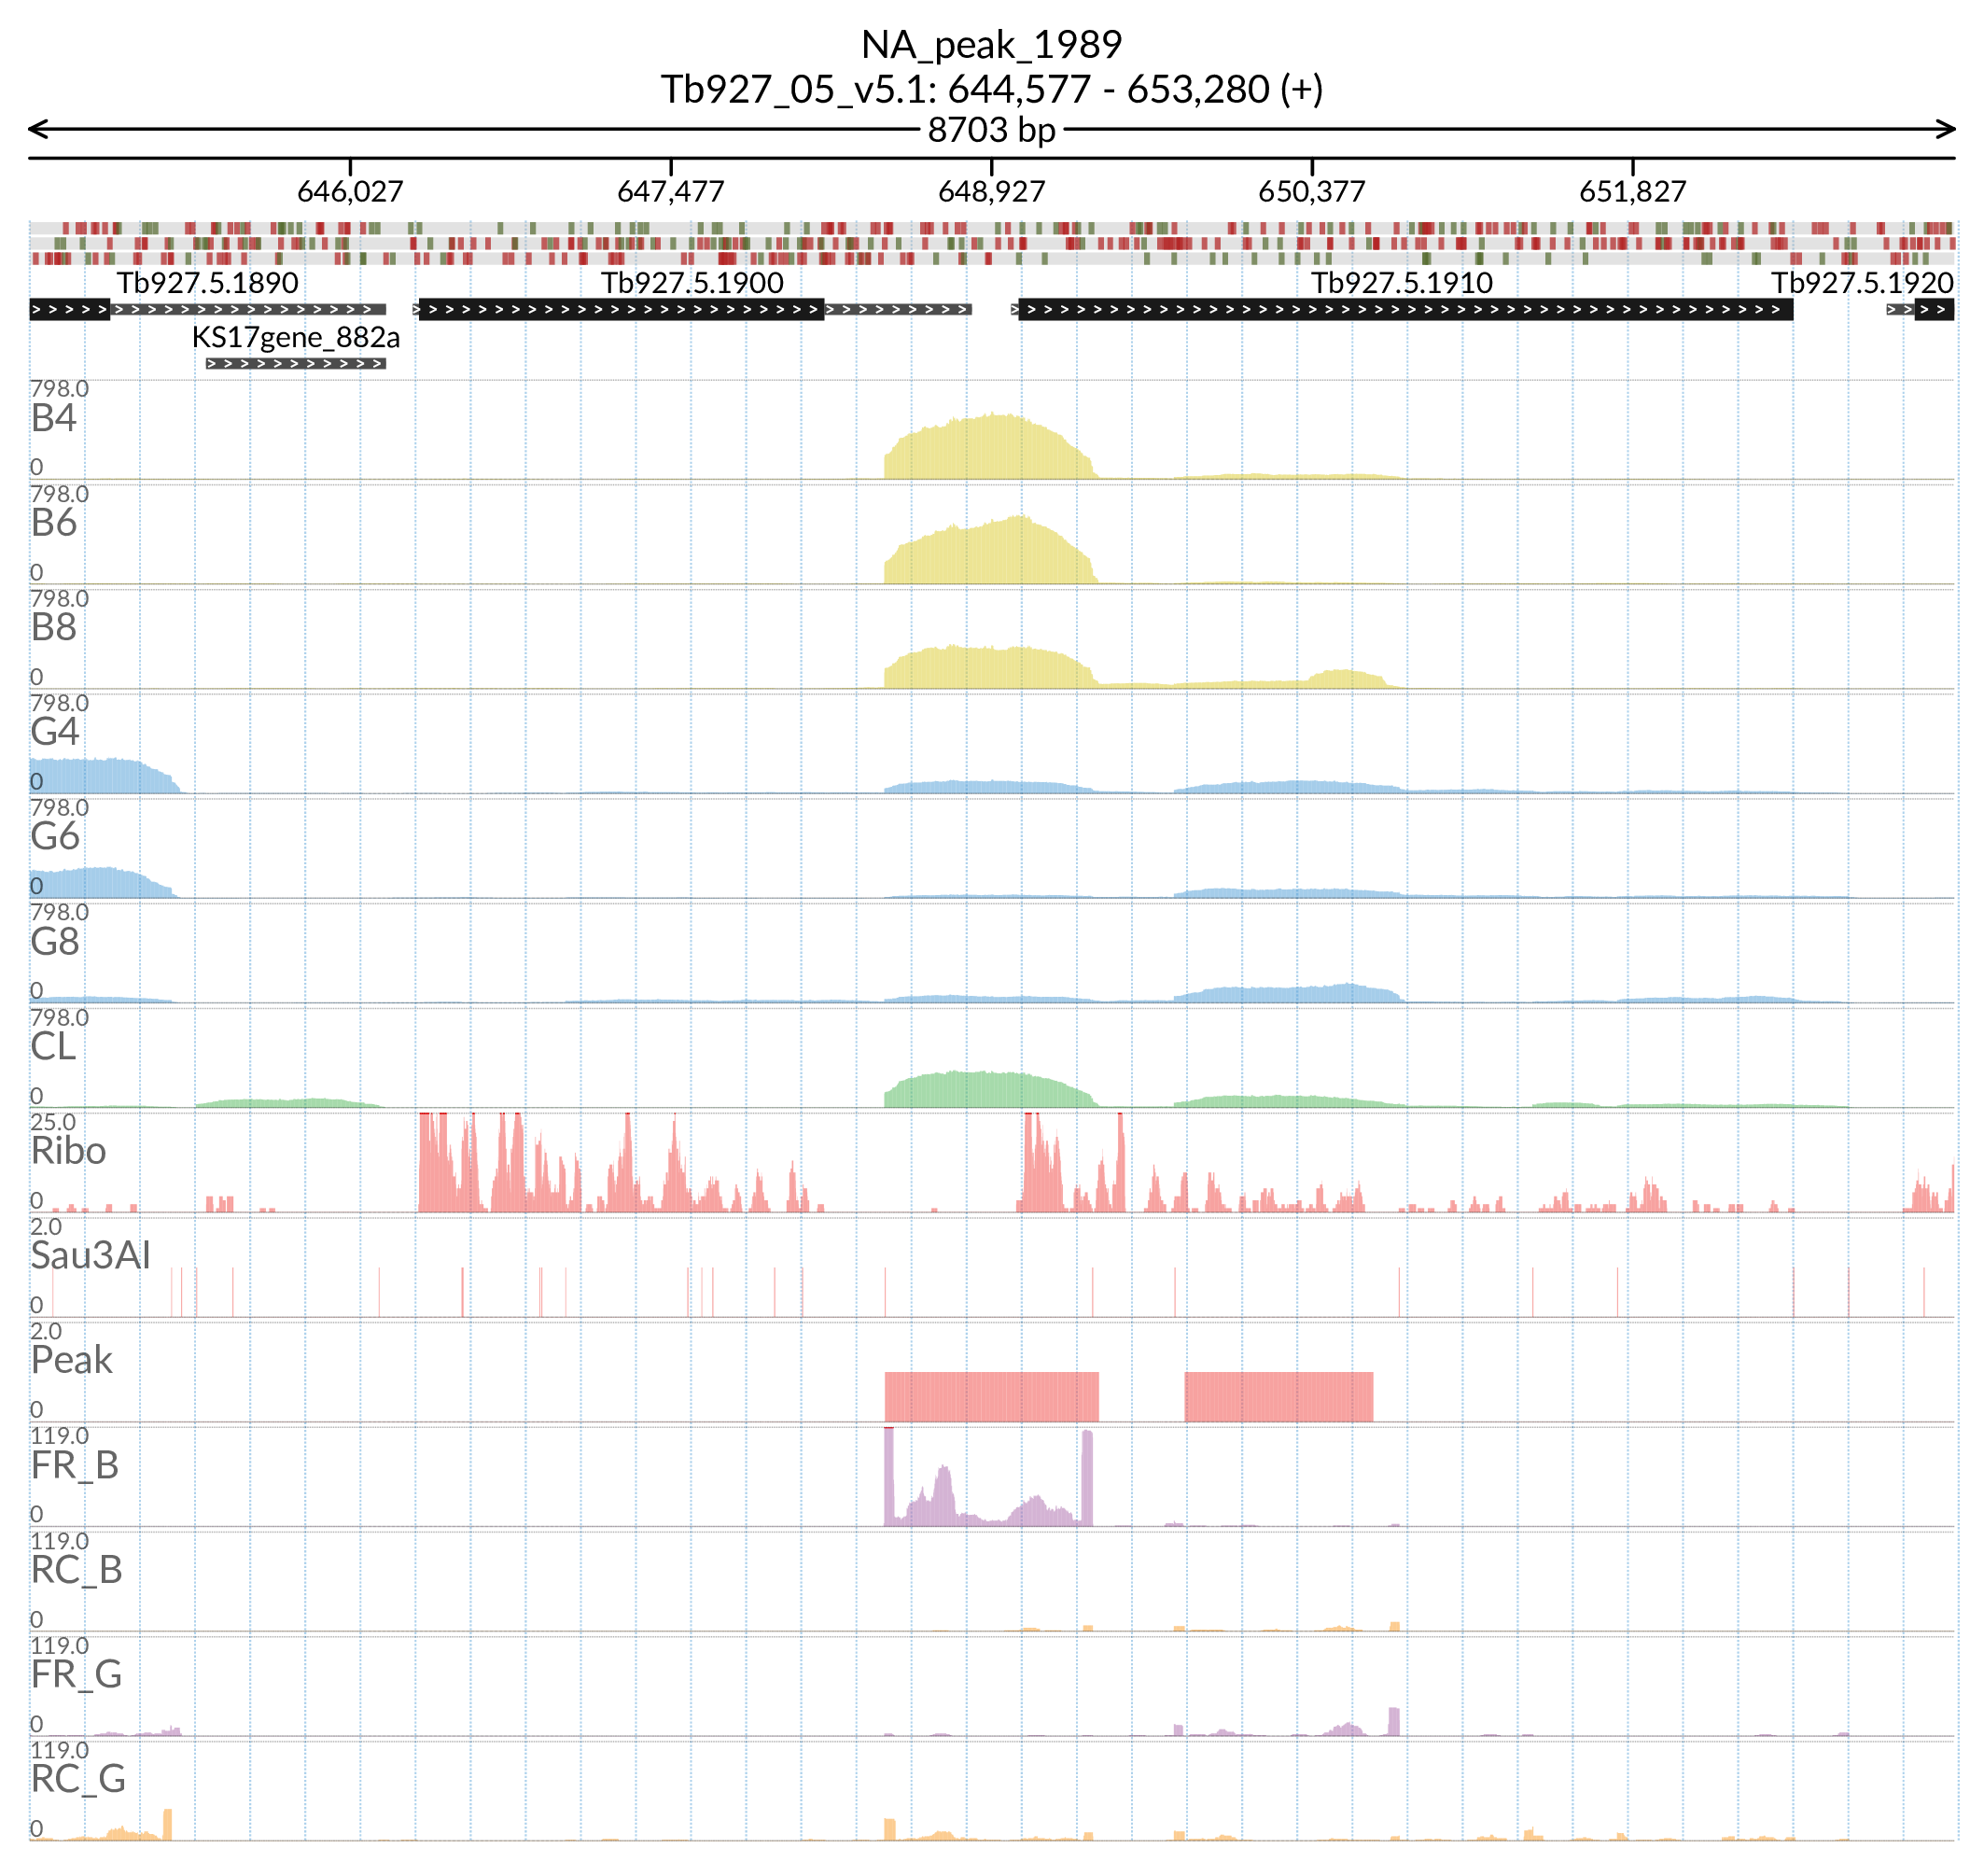 NA_peak_1989
Tb927_05_v5.1: 644,577 - 653,280 (+)
8703 bp
646,027 647,477 648,927 650,377 651,827
Tb927.5.1890 Tb927.5.1900 Tb927.5.1910 Tb927.5.1920
KS17gene_882a
798.0
B4
0
798.0
B6
0
798.0
B8
0
798.0
G4
0
798.0
G6
0
798.0
G8
0
798.0
CL
0
25.0
Ribo
0
2.0
Sau3AI
0
2.0
Peak
0
119.0
FR_B
0
119.0
RC_B
0
119.0
FR_G
0
119.0
RC_G
0